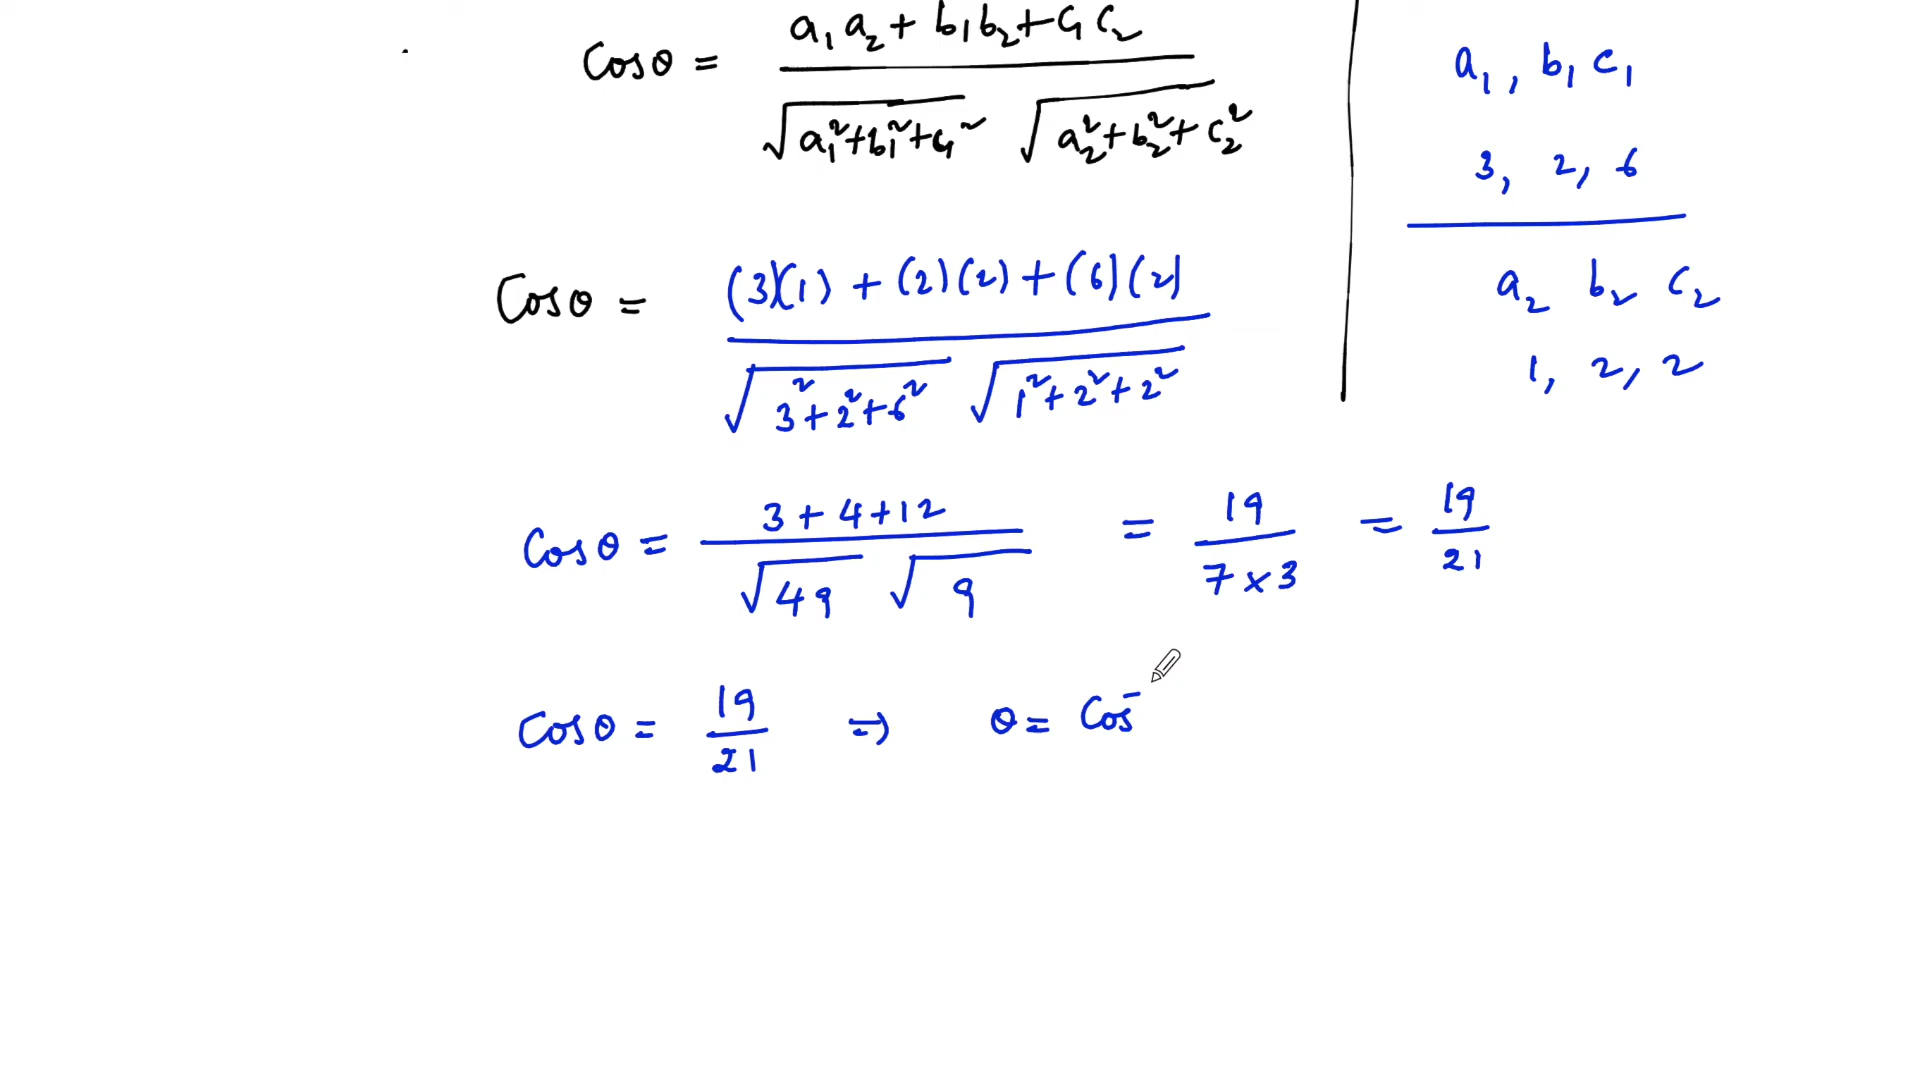 Cosθ = (a₁a₂ + b₁b₂ + c₁c₂) / (√(a₁² + b₁² + c₁²) √(a₂² + b₂² + c₂²))
a₁, b₁ c₁
3, 2, 6
Cosθ = ((3)(1) + (2)(2) + (6)(2)) / (√(3² + 2² + 6²) √(1² + 2² + 2²))
a₂ b₂ c₂
1, 2, 2
Cosθ = (3 + 4 + 12) / (√49 √9) = 19 / (7 × 3) = 19/21
Cosθ = 19/21 ⇒ θ = Cos⁻